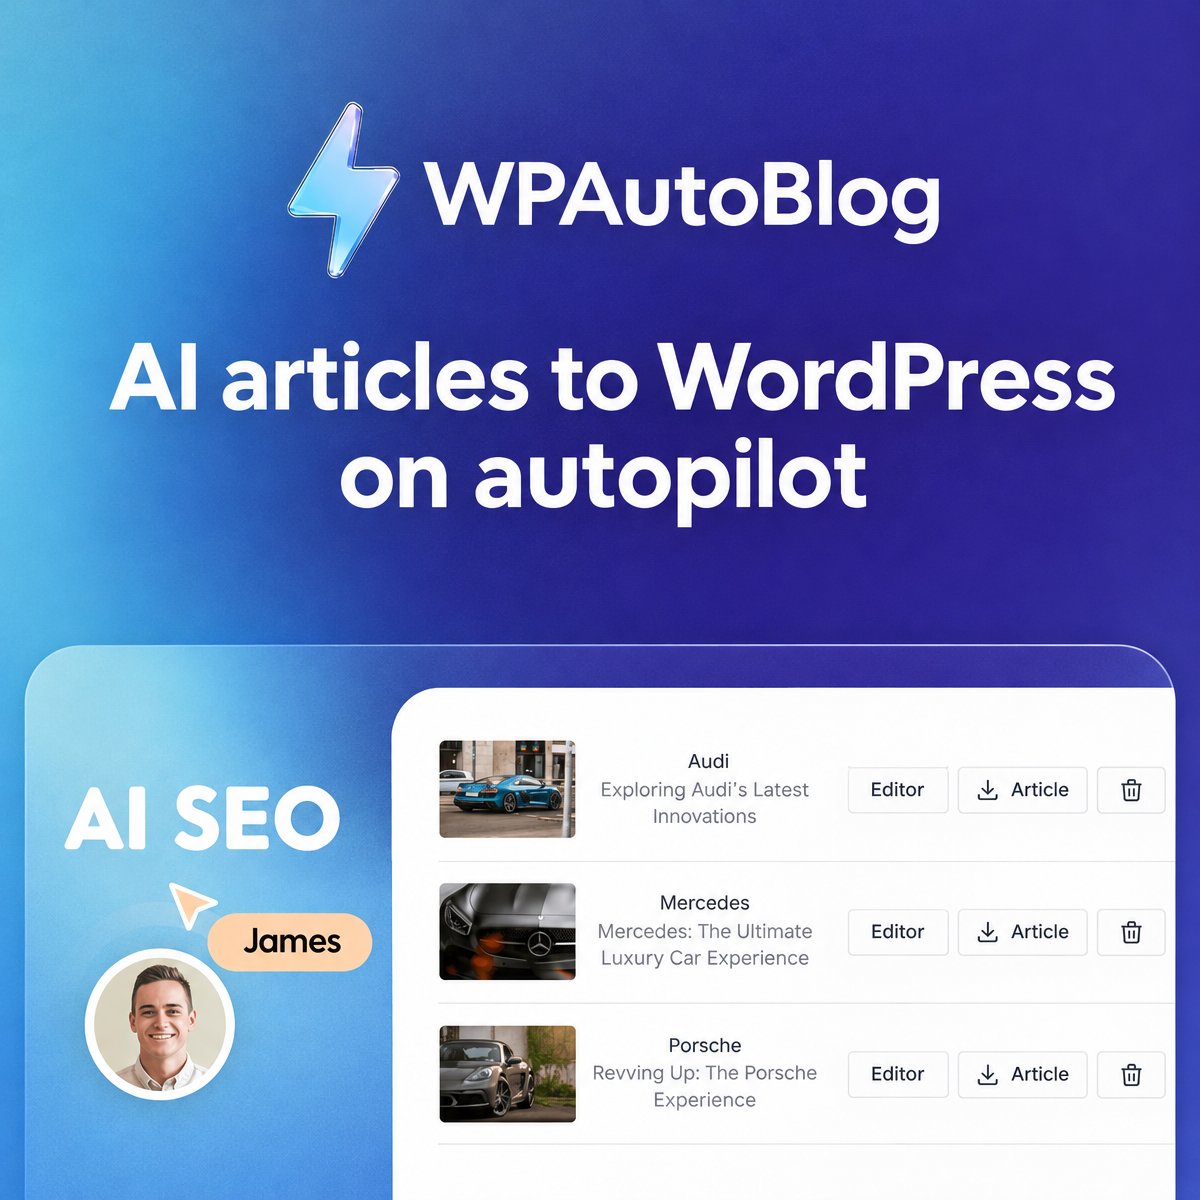 WPAutoBlog
AI articles to WordPress
on autopilot
AI SEO
James
Audi
Exploring Audi's Latest
Innovations
Editor
Article
Mercedes
Mercedes: The Ultimate
Luxury Car Experience
Editor
Article
Porsche
Revving Up: The Porsche
Experience
Editor
Article